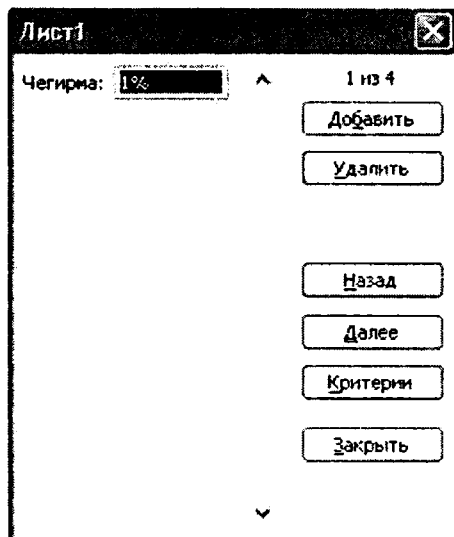 Лист1
Чегирма: 1%
1 из 4
Добавить
Удалить
Назад
Далее
Критерии
Закрыть